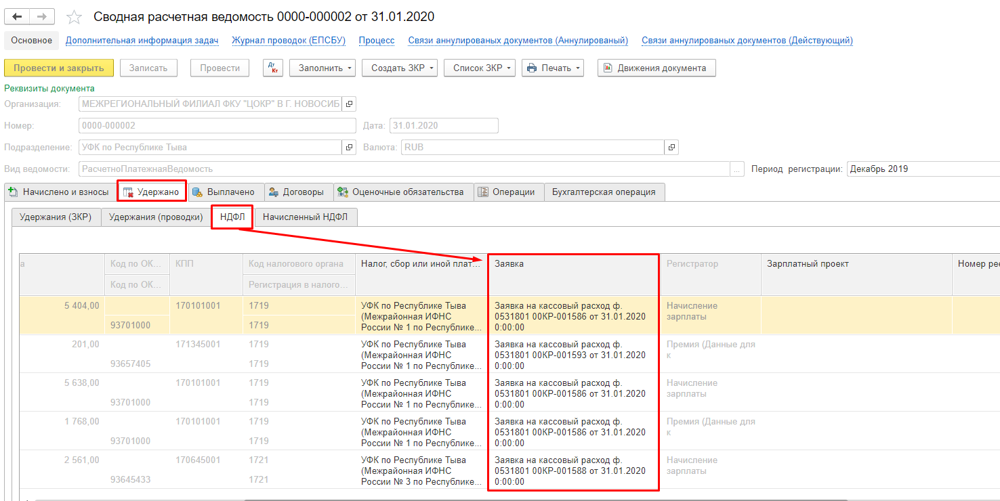 Сводная расчетная ведомость 0000-000002 от 31.01.2020
Основное Дополнительная информация задач Журнал проводок (ЕПСБУ) Процесс Связи аннулированых документов (Аннулированый) Связи аннулированых документов (Действующий)
Провести и закрыть Записать Провести Дт Кт Заполнить Создать ЗКР Список ЗКР Печать Движения документа
Реквизиты документа
Организация: МЕЖРЕГИОНАЛЬНЫЙ ФИЛИАЛ ФКУ "ЦОКР" В Г. НОВОСИБ
Номер: 0000-000002 Дата: 31.01.2020
Подразделение: УФК по Республике Тыва Валюта: RUB
Вид ведомости: РасчетноПлатежнаяВедомость ... Период регистрации: Декабрь 2019
Начислено и взносы Удержано Выплачено Договоры Оценочные обязательства Операции Бухгалтерская операция
Удержания (ЗКР) Удержания (проводки) НДФЛ Начисленный НДФЛ
а Код по ОК... КПП Код налогового органа Налог, сбор или иной плат... Заявка Регистратор Зарплатный проект Номер рее
Код по ОК... Регистрация в налого...
5 404,00 170101001 1719 УФК по Республике Тыва Заявка на кассовый расход ф. Начисление
(Межрайонная ИФНС 0531801 00КР-001586 от 31.01.2020 зарплаты
93701000 1719 России № 1 по Республике... 0:00:00
201,00 171345001 1719 УФК по Республике Тыва Заявка на кассовый расход ф. Премия (Данные для
(Межрайонная ИФНС 0531801 00КР-001593 от 31.01.2020 к
93657405 1719 России № 1 по Республике... 0:00:00
5 638,00 170101001 1719 УФК по Республике Тыва Заявка на кассовый расход ф. Начисление
(Межрайонная ИФНС 0531801 00КР-001586 от 31.01.2020 зарплаты
93701000 1719 России № 1 по Республике... 0:00:00
1 768,00 170101001 1719 УФК по Республике Тыва Заявка на кассовый расход ф. Премия (Данные для
(Межрайонная ИФНС 0531801 00КР-001586 от 31.01.2020 к
93701000 1719 России № 1 по Республике... 0:00:00
2 561,00 170645001 1721 УФК по Республике Тыва Заявка на кассовый расход ф. Начисление
(Межрайонная ИФНС 0531801 00КР-001588 от 31.01.2020 зарплаты
93645433 1721 России № 3 по Республике... 0:00:00